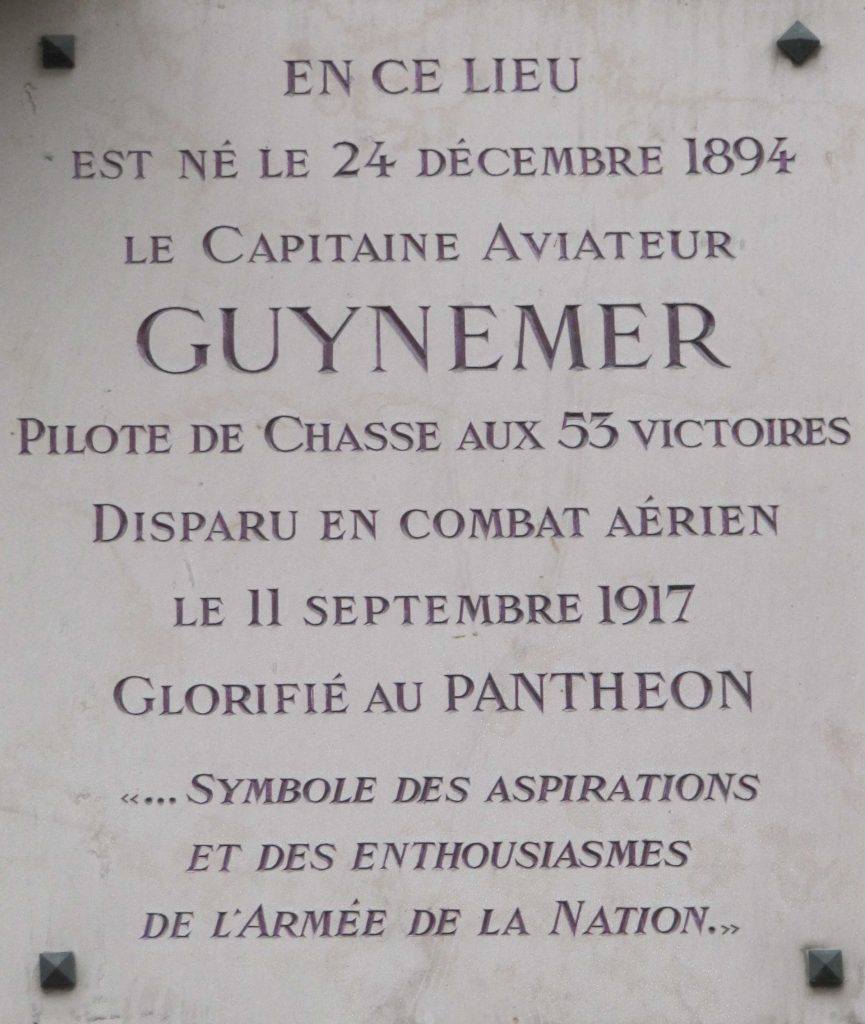 EN CE LIEU
EST NÉ LE 24 DÉCEMBRE 1894
LE CAPITAINE AVIATEUR
GUYNEMER
PILOTE DE CHASSE AUX 53 VICTOIRES
DISPARU EN COMBAT AÉRIEN
LE 11 SEPTEMBRE 1917
GLORIFIÉ AU PANTHEON
«... SYMBOLE DES ASPIRATIONS
ET DES ENTHOUSIASMES
DE L'ARMÉE DE LA NATION.»